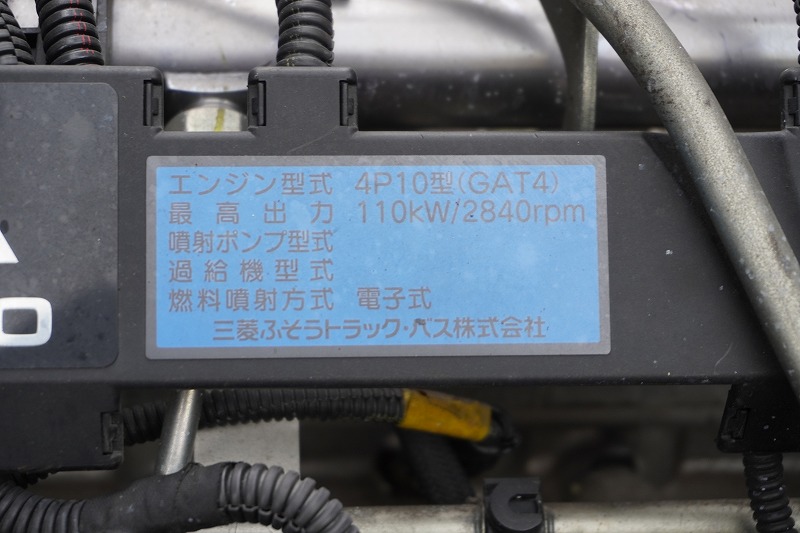 エンジン型式 4P10型(GAT4)
最高出力 110kW/2840rpm
噴射ポンプ型式
過給機型式
燃料噴射方式 電子式
三菱ふそうトラック・バス株式会社